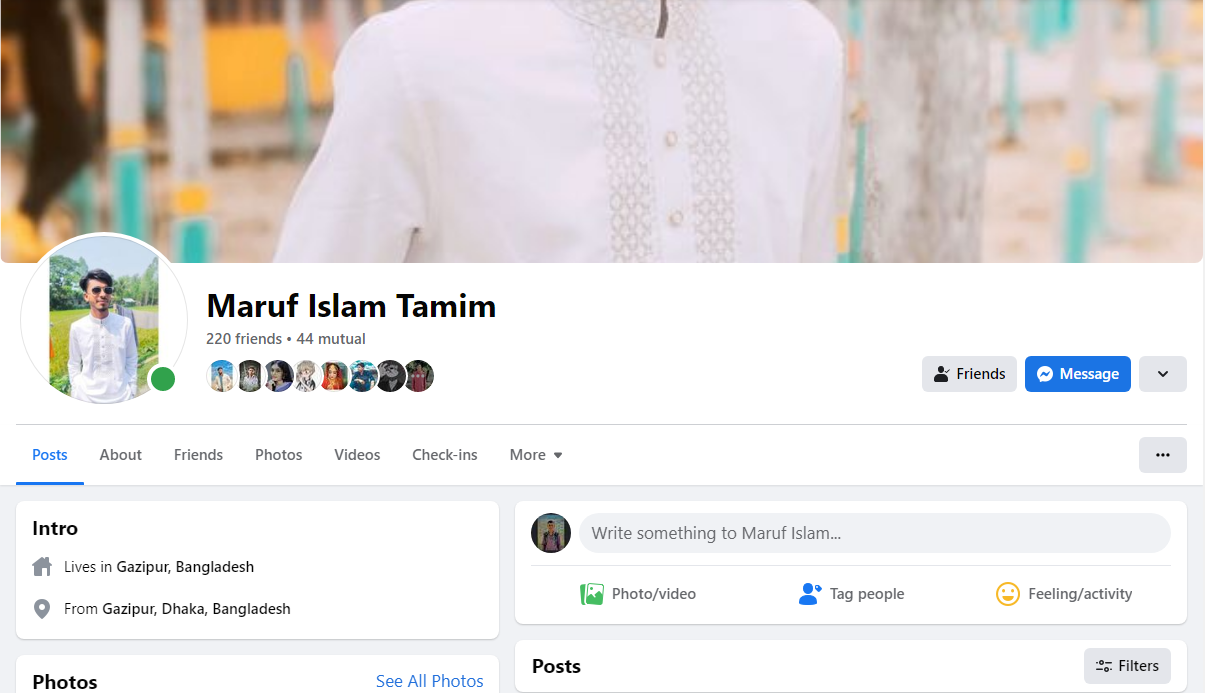 Maruf Islam Tamim
220 friends • 44 mutual
Friends
Message
Posts
About
Friends
Photos
Videos
Check-ins
More
Intro
Lives in Gazipur, Bangladesh
From Gazipur, Dhaka, Bangladesh
Photos
See All Photos
Write something to Maruf Islam...
Photo/video
Tag people
Feeling/activity
Posts
Filters